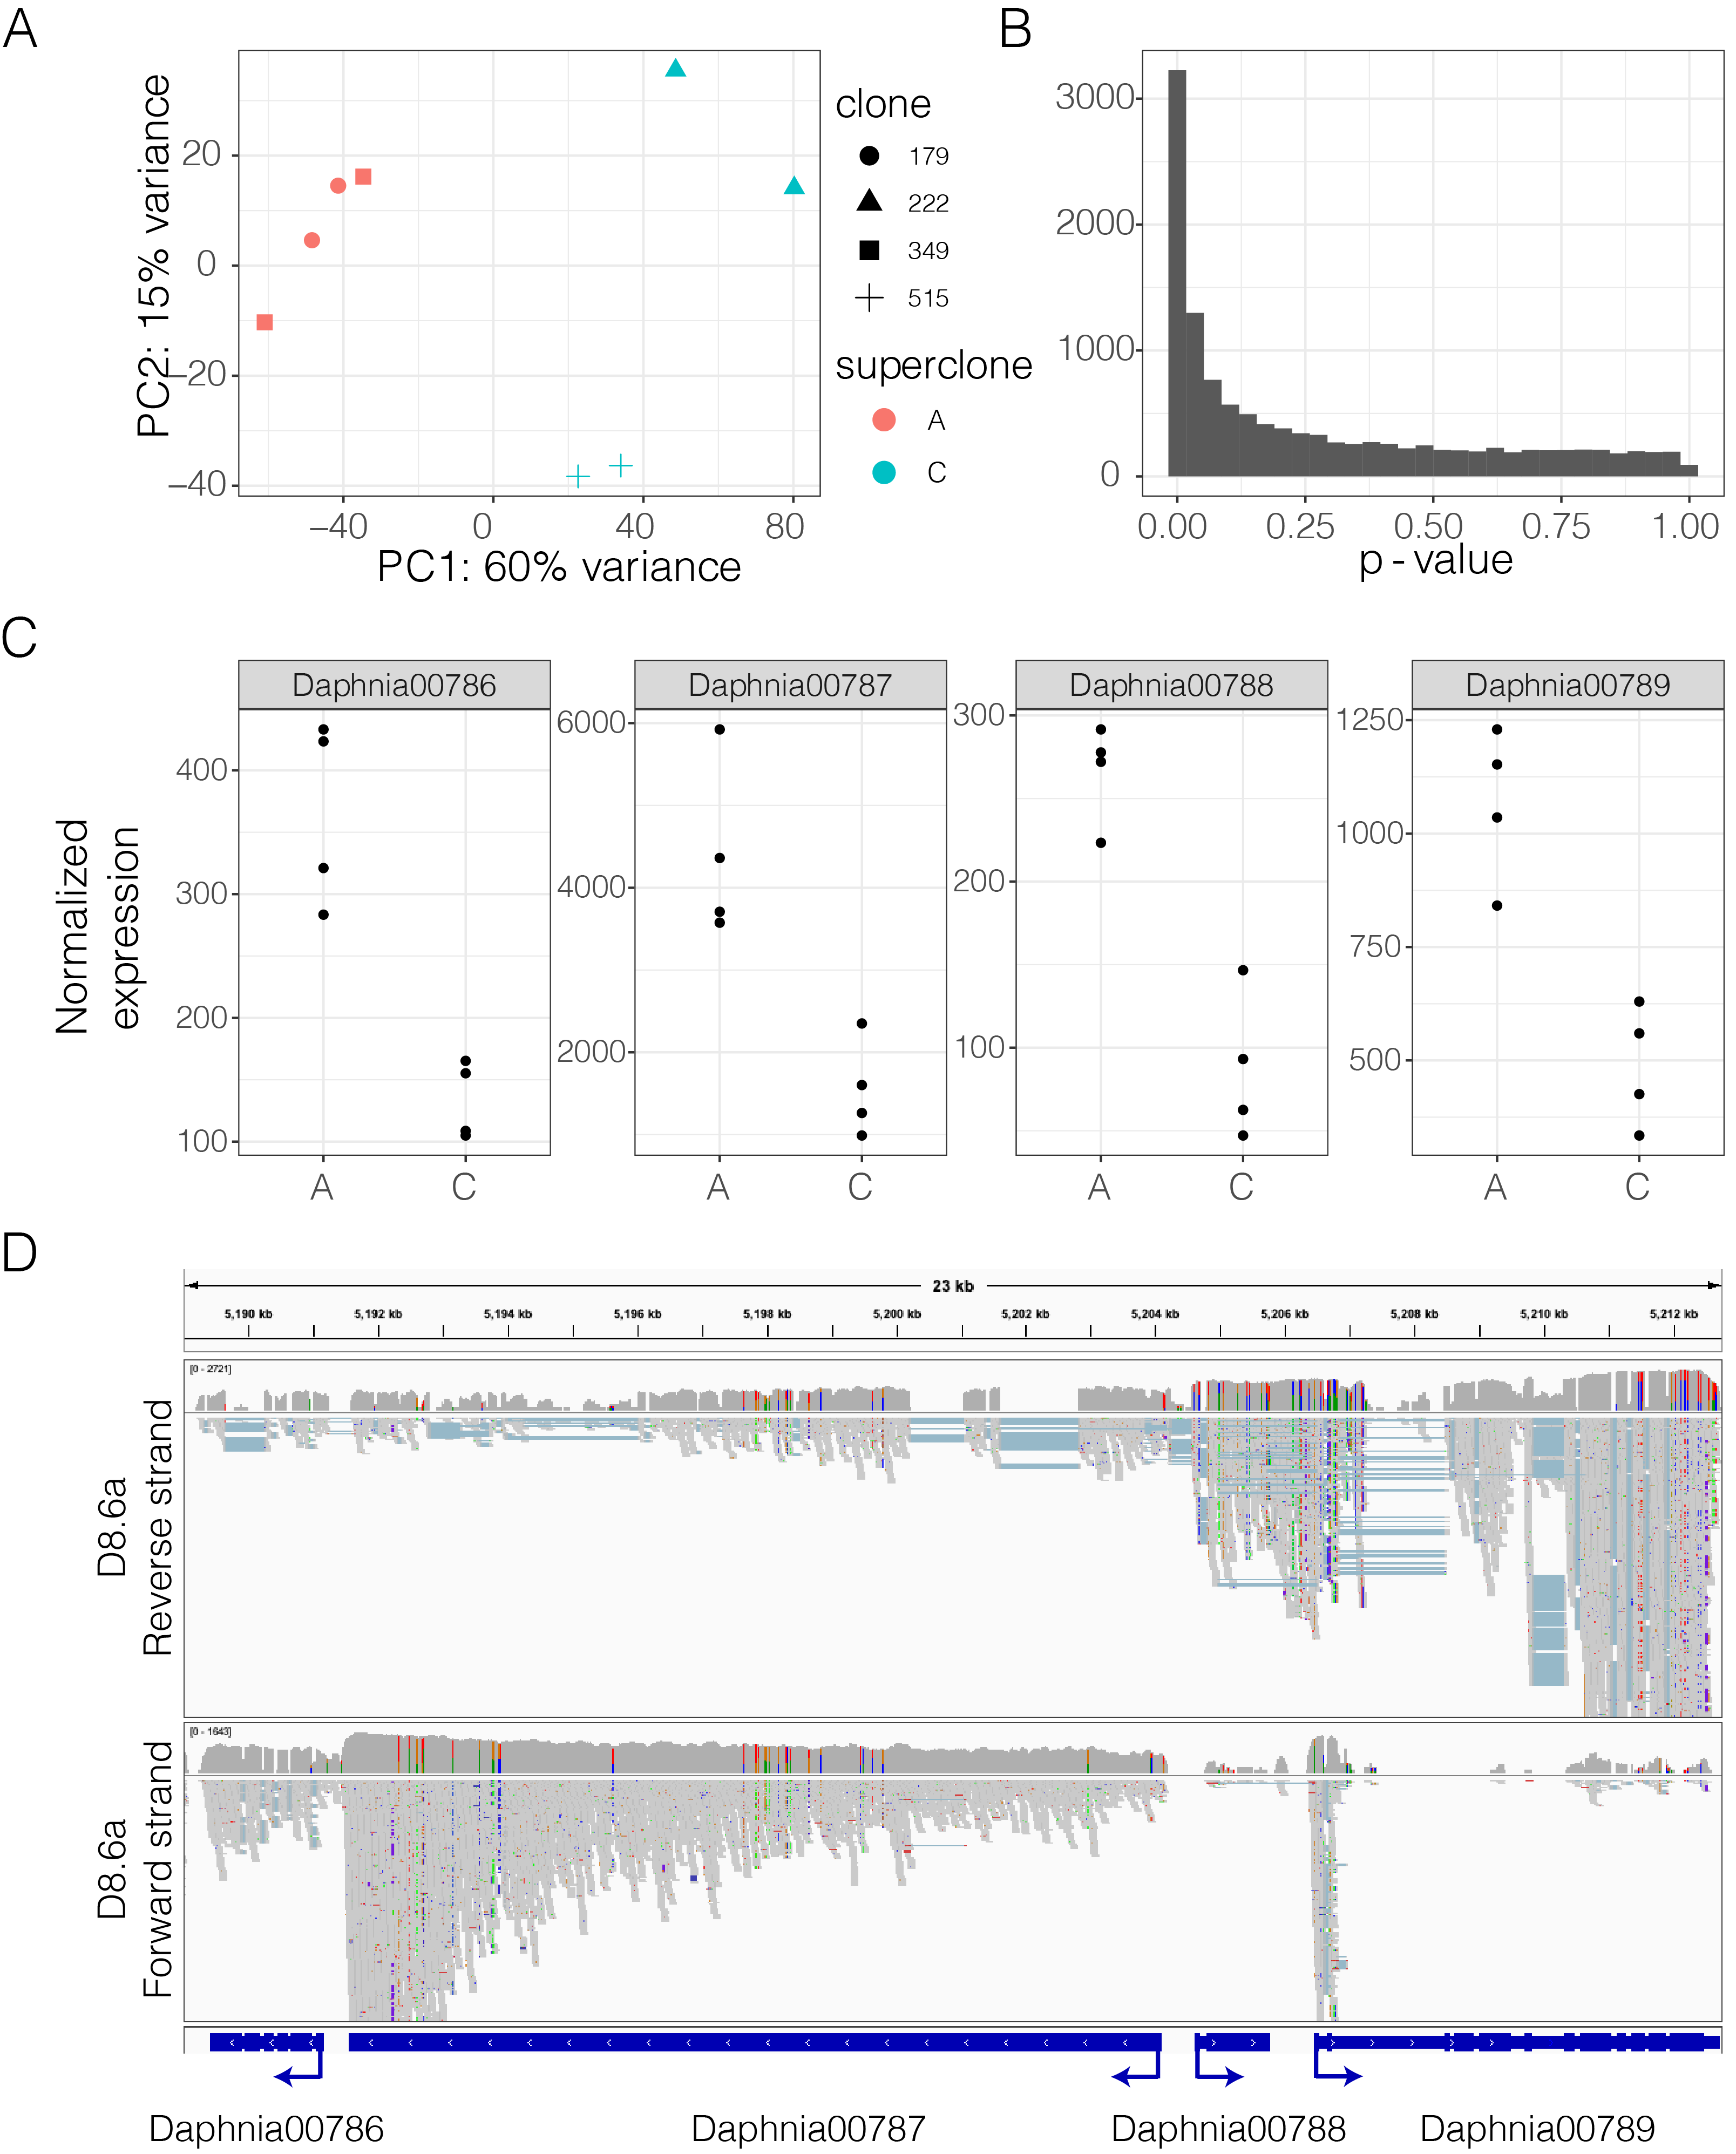 A
PC2: 15% variance
20
0
−20
−40
−40
0
40
80
PC1: 60% variance
clone
179
222
349
515
superclone
A
C
B
3000
2000
1000
0
0.00
0.25
0.50
0.75
1.00
p - value
C
Normalized
expression
Daphnia00786
400
300
200
100
A
C
Daphnia00787
6000
4000
2000
A
C
Daphnia00788
300
200
100
A
C
Daphnia00789
1250
1000
750
500
A
C
D
23 kb
5,190 kb
5,192 kb
5,194 kb
5,196 kb
5,198 kb
5,200 kb
5,202 kb
5,204 kb
5,206 kb
5,208 kb
5,210 kb
5,212 kb
D8.6a
Reverse strand
[0 - 2721]
D8.6a
Forward strand
[0 - 1643]
Daphnia00786
Daphnia00787
Daphnia00788
Daphnia00789